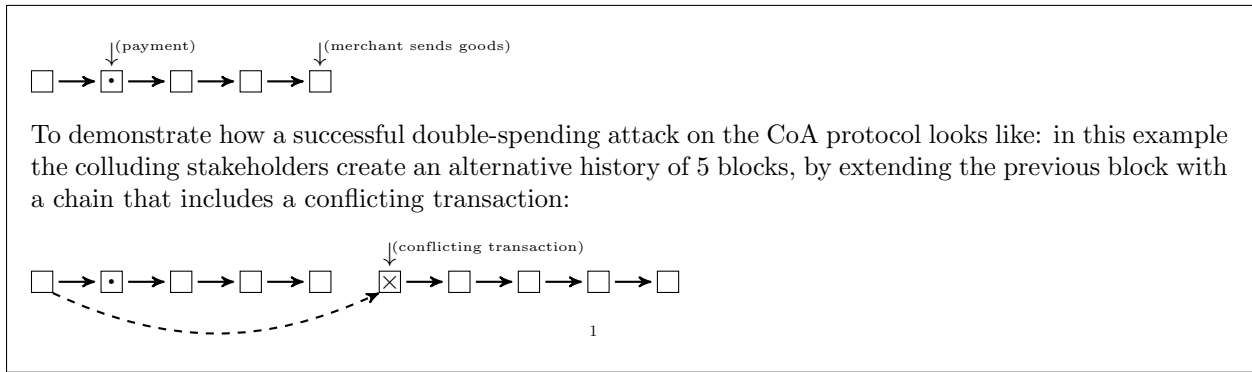 (payment) (merchant sends goods)
To demonstrate how a successful double-spending attack on the CoA protocol looks like: in this example
the colluding stakeholders create an alternative history of 5 blocks, by extending the previous block with
a chain that includes a conflicting transaction:
(conflicting transaction)
1